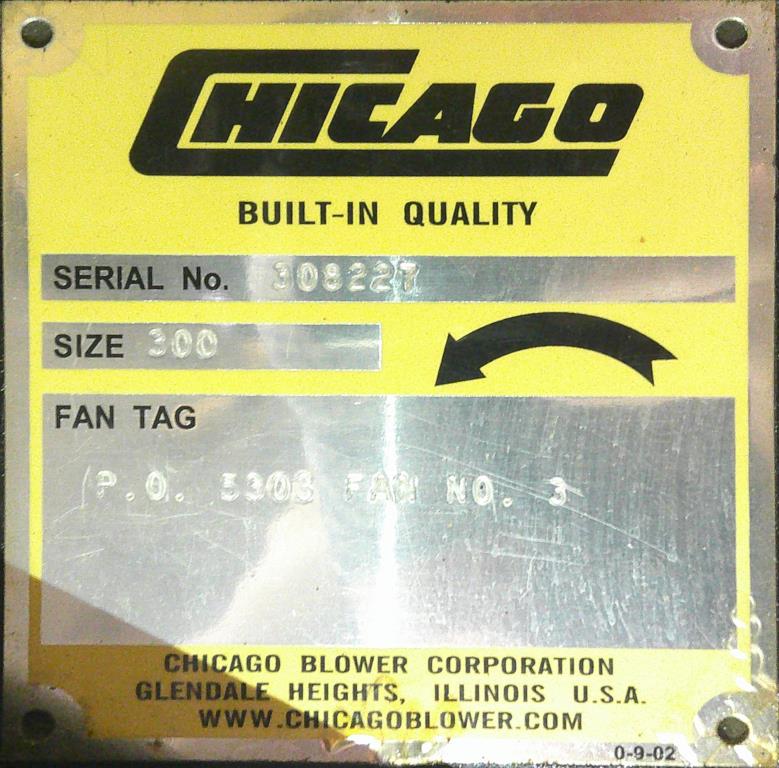 CHICAGO
BUILT-IN QUALITY
SERIAL No. 308227
SIZE 300
FAN TAG
P.O. 5303 FAN NO. 3
CHICAGO BLOWER CORPORATION
GLENDALE HEIGHTS, ILLINOIS U.S.A.
WWW.CHICAGOBLOWER.COM
0-9-02